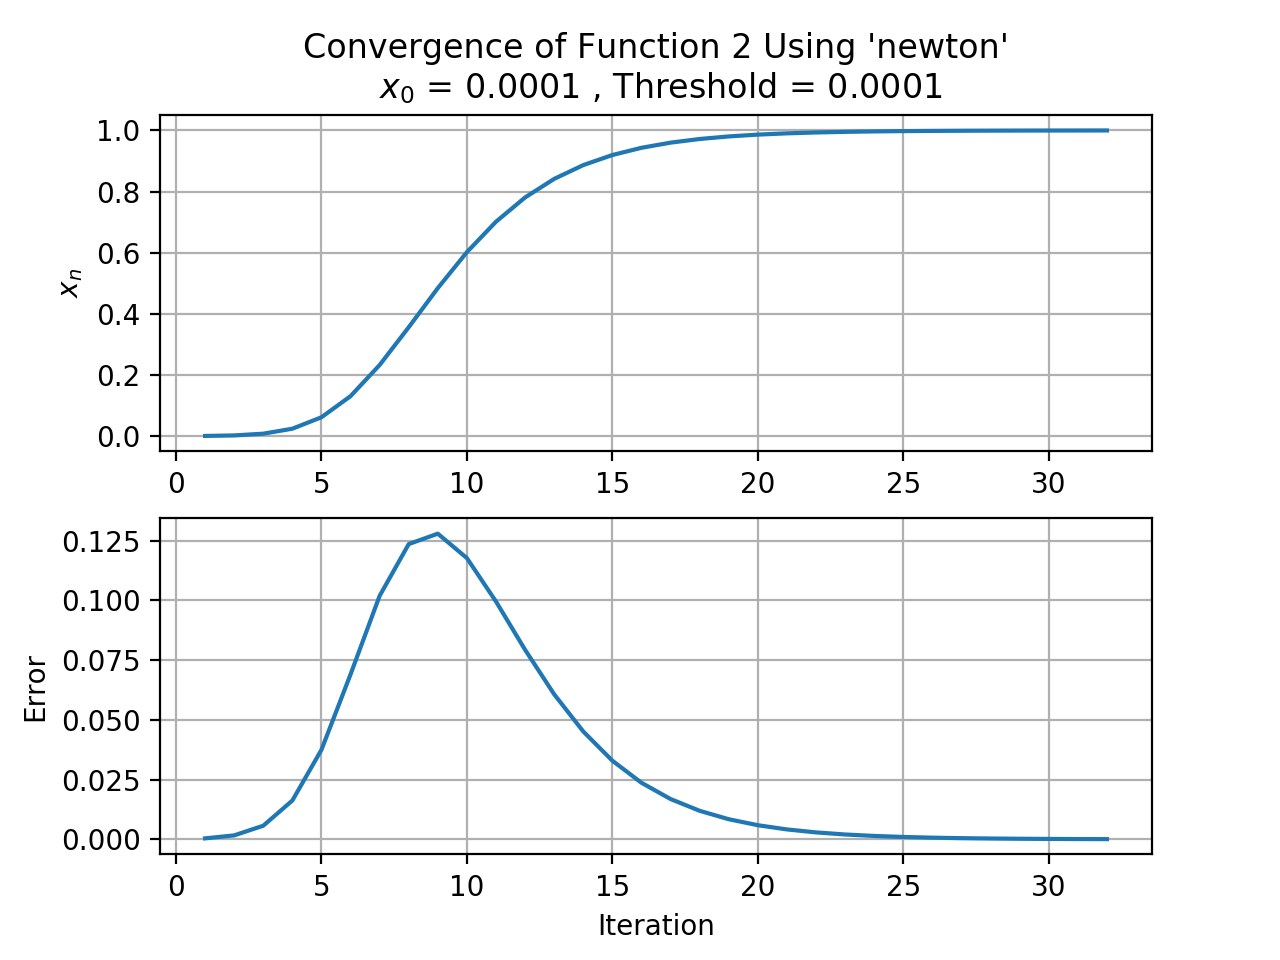 Convergence of Function 2 Using 'newton'
x₀ = 0.0001 , Threshold = 0.0001
1.0
0.8
0.6
0.4
0.2
0.0
xₙ
0 5 10 15 20 25 30
0.125
0.100
0.075
0.050
0.025
0.000
Error
0 5 10 15 20 25 30
Iteration